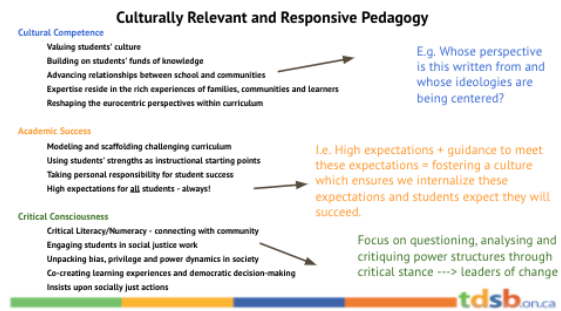 Culturally Relevant and Responsive Pedagogy
Cultural Competence
Valuing students' culture
Building on students' funds of knowledge
Advancing relationships between school and communities
Expertise reside in the rich experiences of families, communities and learners
Reshaping the eurocentric perspectives within curriculum
E.g. Whose perspective
is this written from and
whose ideologies are
being centered?
Academic Success
Modeling and scaffolding challenging curriculum
Using students' strengths as instructional starting points
Taking personal responsibility for student success
High expectations for all students - always!
I.e. High expectations + guidance to meet
these expectations = fostering a culture
which ensures we internalize these
expectations and students expect they will
succeed.
Critical Consciousness
Critical Literacy/Numeracy - connecting with community
Engaging students in social justice work
Unpacking bias, privilege and power dynamics in society
Co-creating learning experiences and democratic decision-making
Insists upon socially just actions
Focus on questioning, analysing and
critiquing power structures through
critical stance ---> leaders of change
tdsb.on.ca